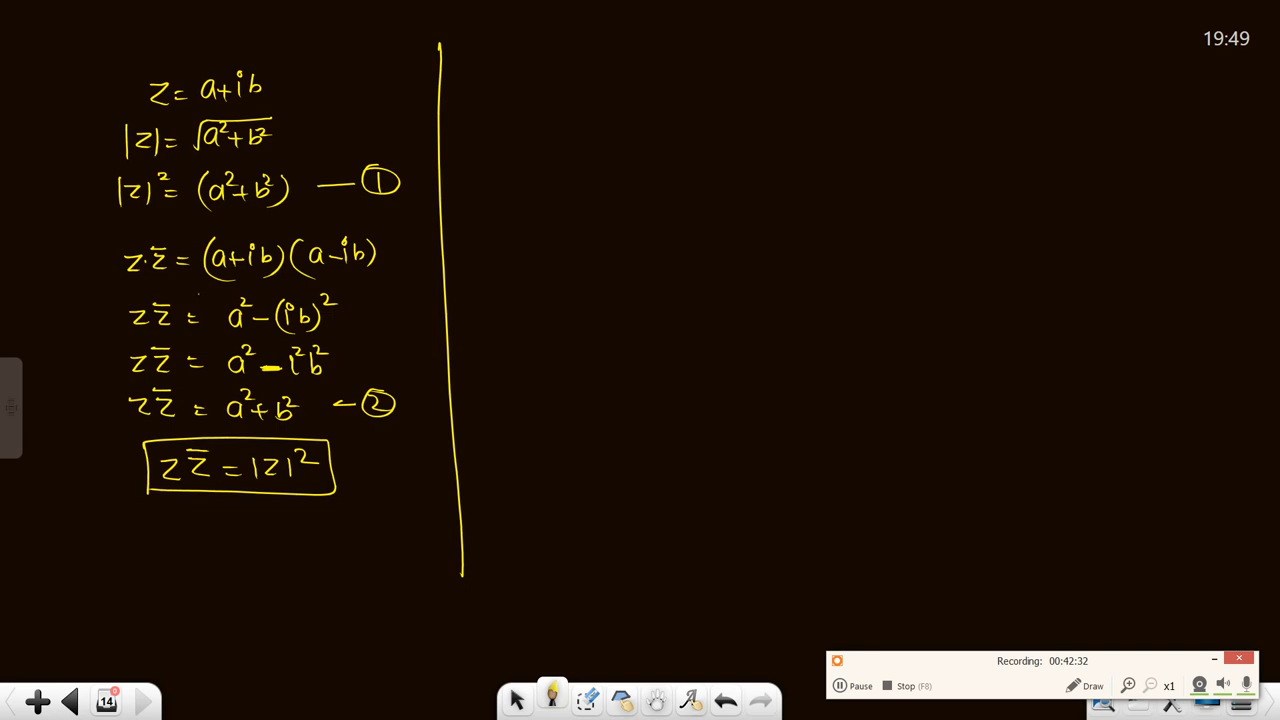 19:49
z = a+ib
|z| = √a²+b²
|z|² = (a²+b²) — ①
z·z̄ = (a+ib)(a-ib)
zz̄ = a² - (ib)²
zz̄ = a² - i²b²
zz̄ = a²+b² - ②
zz̄ = |z|²
Recording: 00:42:32
Pause Stop (F8) Draw x1
14 0